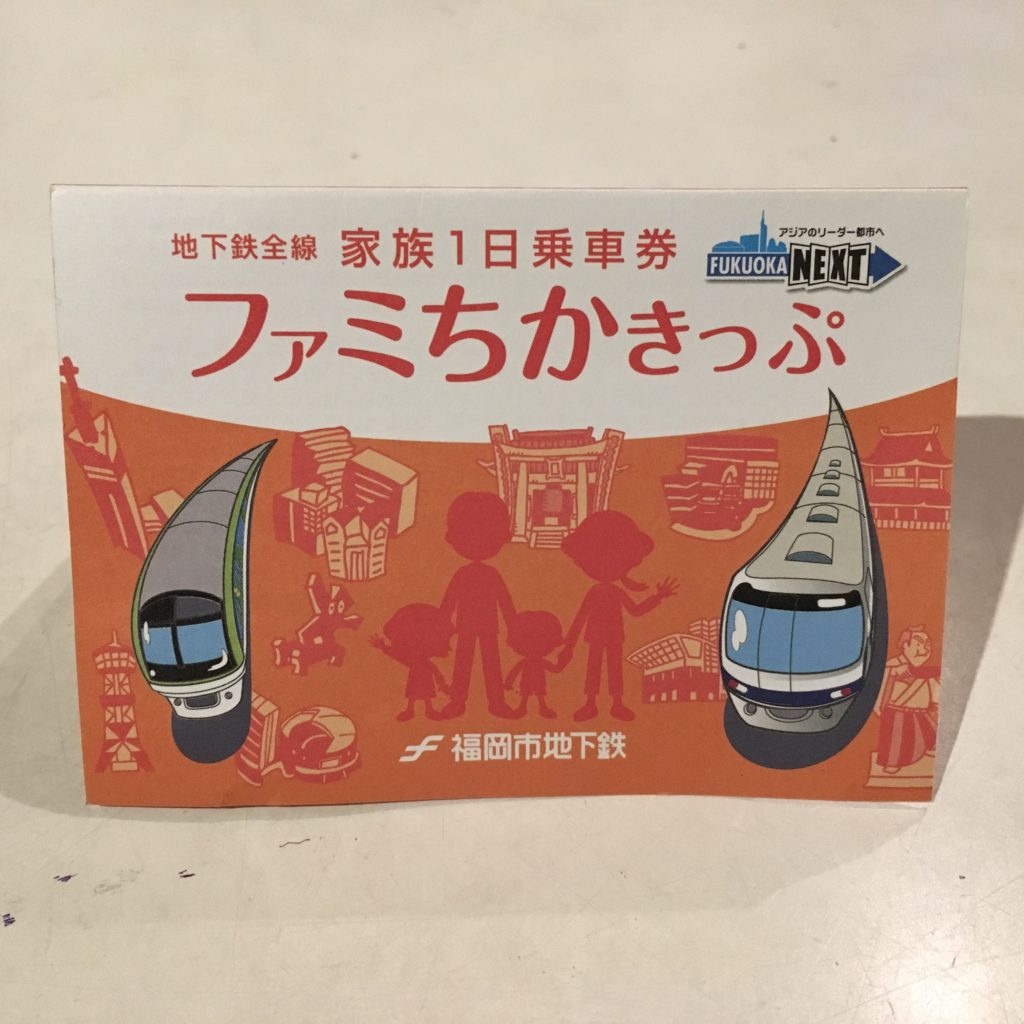 地下鉄全線 家族1日乗車券
アジアのリーダー都市へ
FUKUOKA NEXT
ファミちかきっぷ
福岡市地下鉄